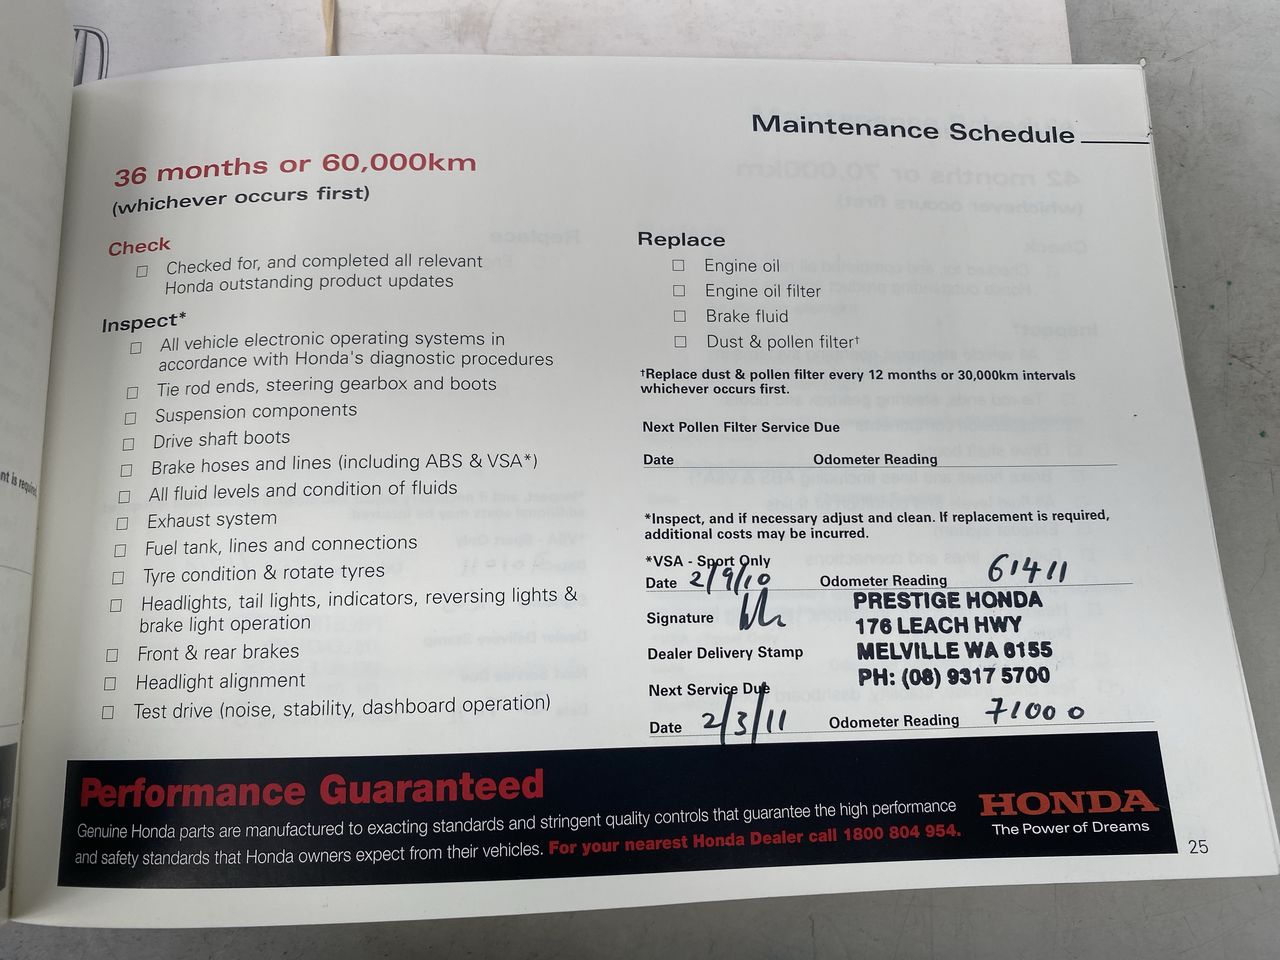 Maintenance Schedule
36 months or 60,000km
(whichever occurs first)
Check
Checked for, and completed all relevant
Honda outstanding product updates
Inspect*
All vehicle electronic operating systems in
accordance with Honda's diagnostic procedures
Tie rod ends, steering gearbox and boots
Suspension components
Drive shaft boots
Brake hoses and lines (including ABS & VSA*)
All fluid levels and condition of fluids
Exhaust system
Fuel tank, lines and connections
Tyre condition & rotate tyres
Headlights, tail lights, indicators, reversing lights &
brake light operation
Front & rear brakes
Headlight alignment
Test drive (noise, stability, dashboard operation)
Replace
Engine oil
Engine oil filter
Brake fluid
Dust & pollen filter†
†Replace dust & pollen filter every 12 months or 30,000km intervals
whichever occurs first.
Next Pollen Filter Service Due
Date Odometer Reading
*Inspect, and if necessary adjust and clean. If replacement is required,
additional costs may be incurred.
*VSA - Sport Only
Date 2/9/10 Odometer Reading 61411
Signature
Dealer Delivery Stamp
PRESTIGE HONDA
176 LEACH HWY
MELVILLE WA 6155
PH: (08) 9317 5700
Next Service Due
Date 2/3/11 Odometer Reading 71000
Performance Guaranteed
Genuine Honda parts are manufactured to exacting standards and stringent quality controls that guarantee the high performance
and safety standards that Honda owners expect from their vehicles. For your nearest Honda Dealer call 1800 804 954.
HONDA
The Power of Dreams
25